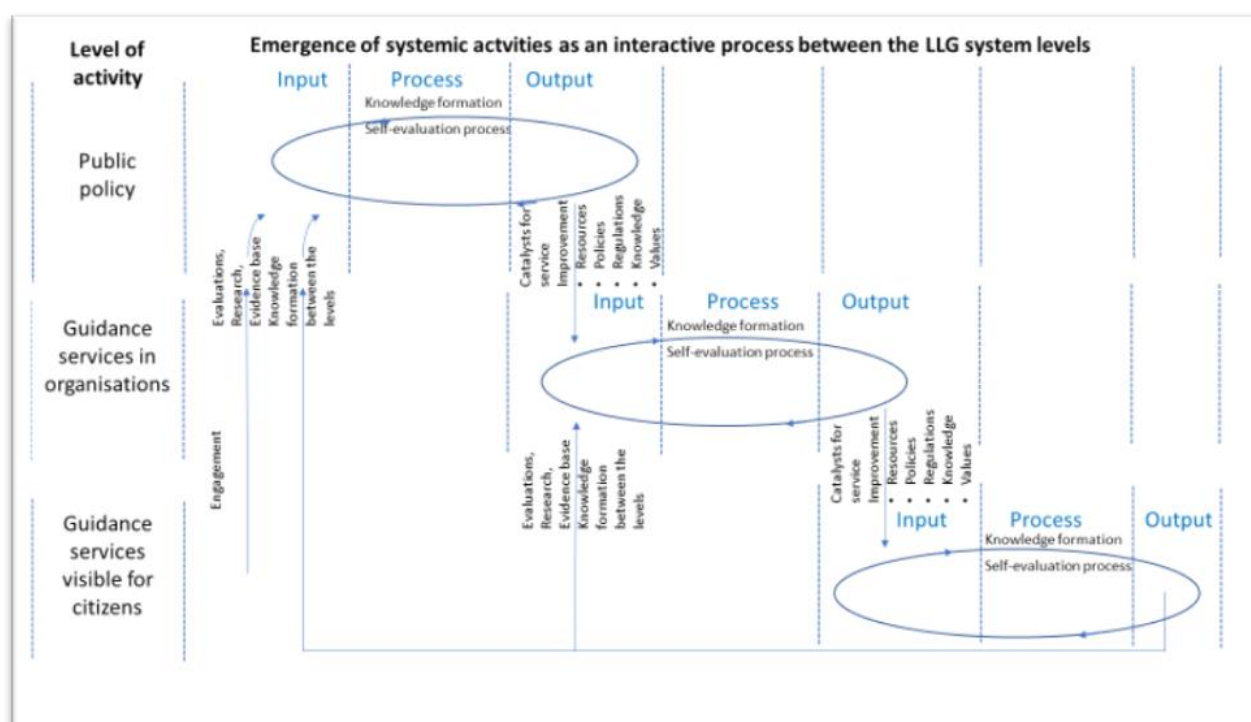 Emergence of systemic actvities as an interactive process between the LLG system levels
Level of
activity
Input
Process
Output
Knowledge formation
Self-evaluation process
Public
policy
Evaluations,
Research,
Evidence base
Knowledge
formation
between the
levels
Catalysts for
service
Improvement
• Resources
• Policies
• Regulations
• Knowledge
• Values
Guidance
services in
organisations
Input
Process
Output
Knowledge formation
Self-evaluation process
Engagement
Evaluations,
Research,
Evidence base
Knowledge
formation
between the
levels
Catalysts for
service
Improvement
• Resources
• Policies
• Regulations
• Knowledge
• Values
Guidance
services
visible for
citizens
Input
Process
Output
Knowledge formation
Self-evaluation process